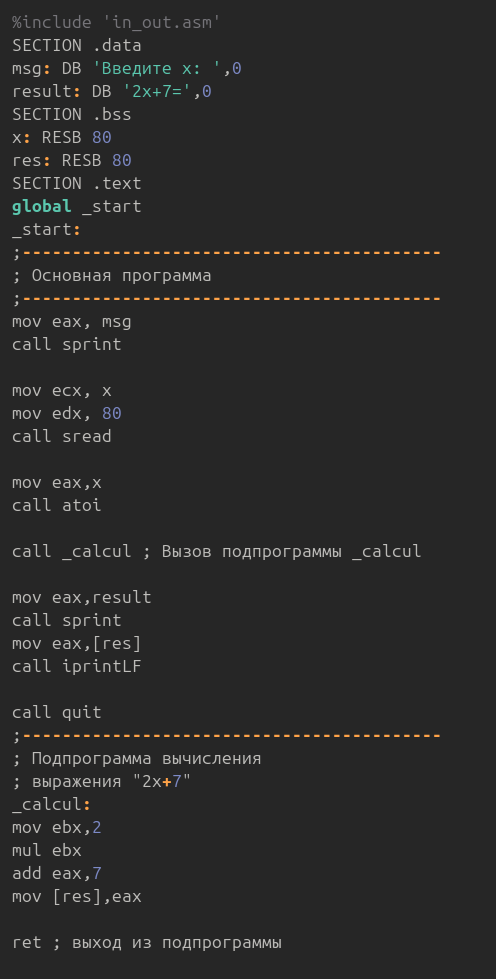 %include 'in_out.asm'
SECTION .data
msg: DB 'Введите x: ',0
result: DB '2x+7=',0
SECTION .bss
x: RESB 80
res: RESB 80
SECTION .text
global _start
_start:
;------------------------------------------
; Основная программа
;------------------------------------------
mov eax, msg
call sprint

mov ecx, x
mov edx, 80
call sread

mov eax,x
call atoi

call _calcul ; Вызов подпрограммы _calcul

mov eax,result
call sprint
mov eax,[res]
call iprintLF

call quit
;------------------------------------------
; Подпрограмма вычисления
; выражения "2x+7"
_calcul:
mov ebx,2
mul ebx
add eax,7
mov [res],eax

ret ; выход из подпрограммы